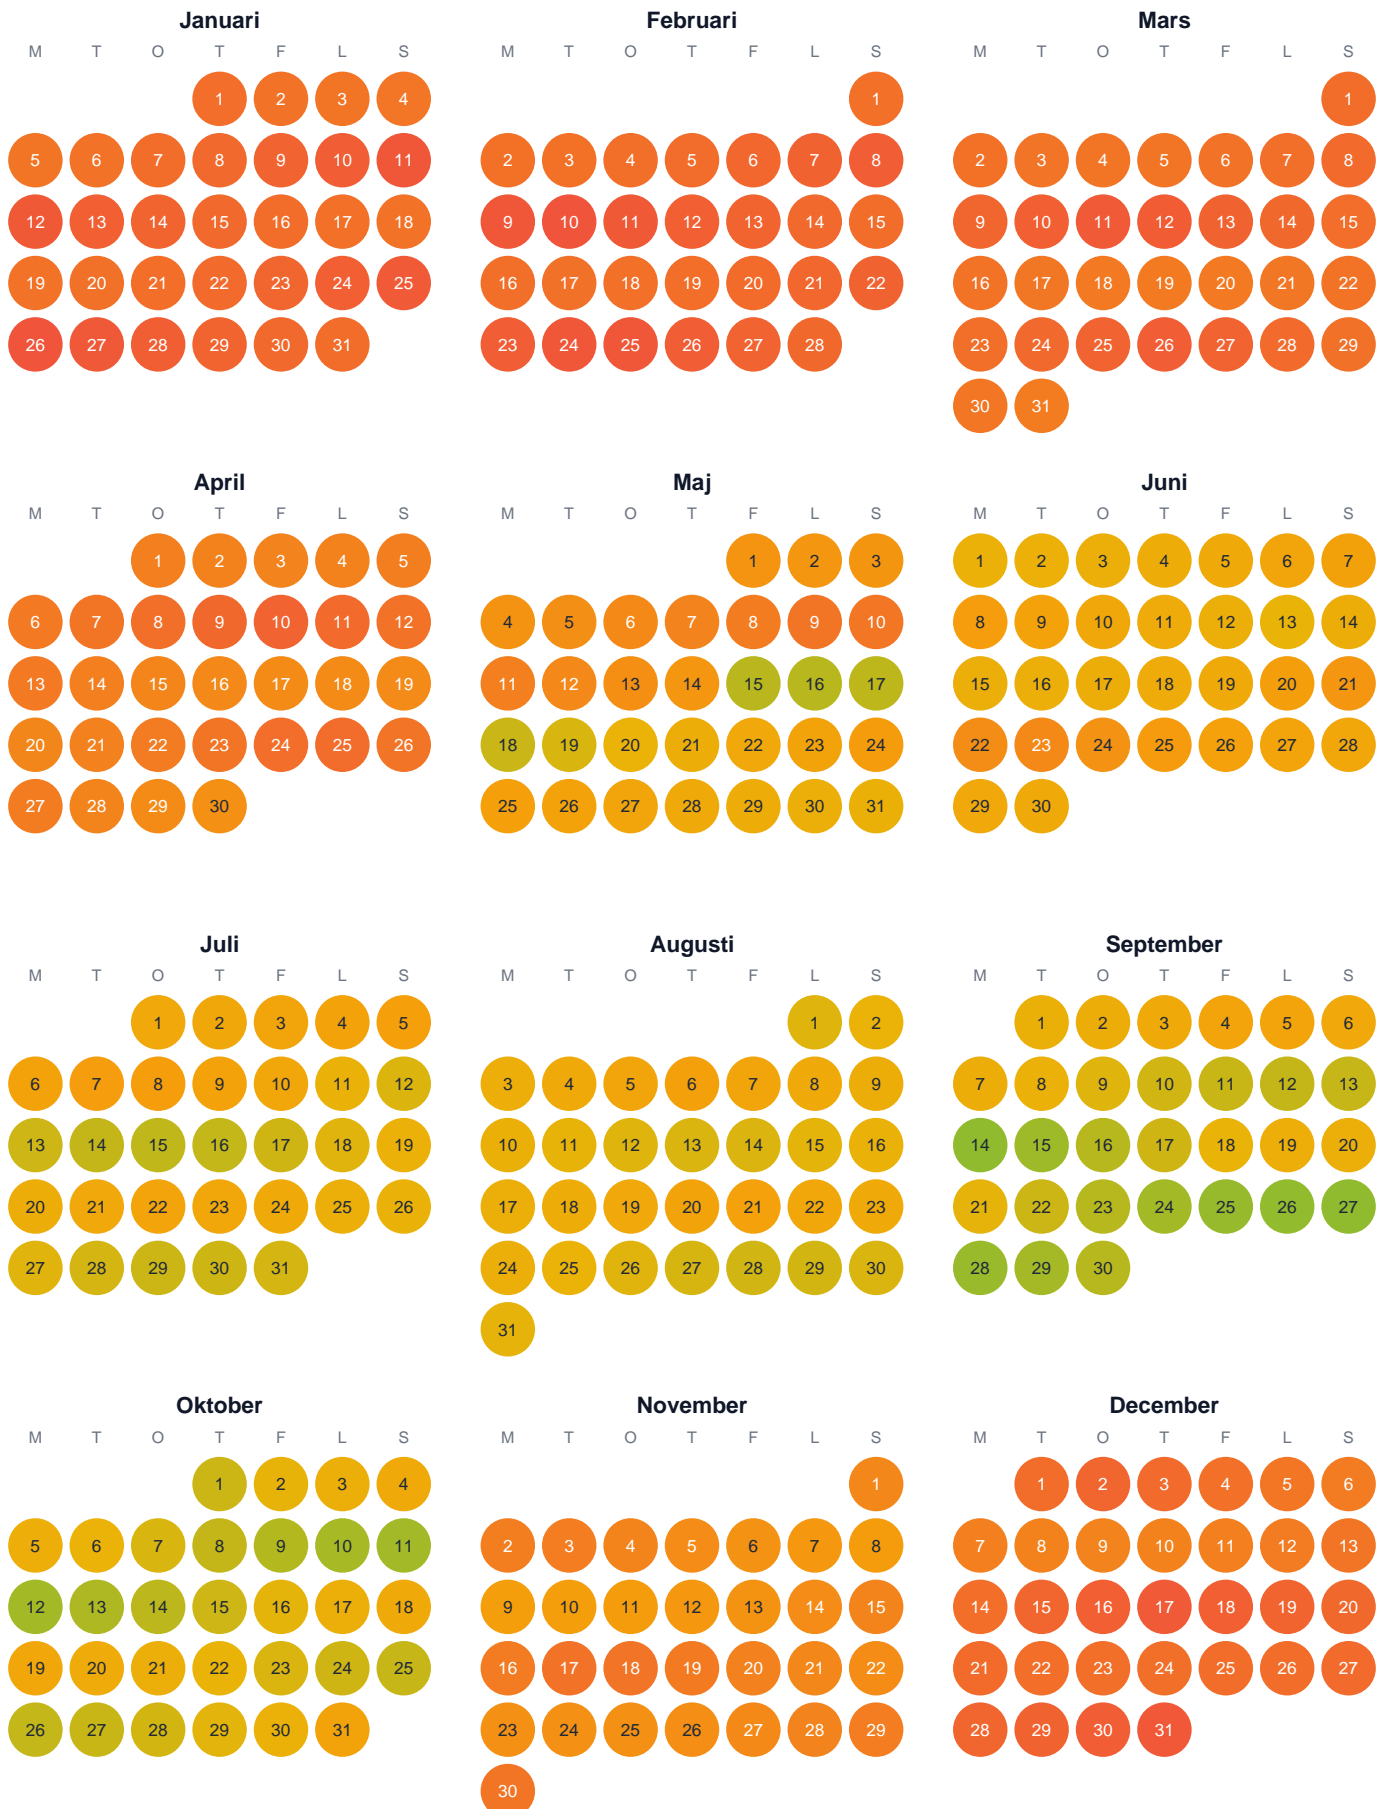 Januari Februari Mars
M T O T F L S M T O T F L S M T O T F L S
1 2 3 4 1 1
5 6 7 8 9 10 11 2 3 4 5 6 7 8 2 3 4 5 6 7 8
12 13 14 15 16 17 18 9 10 11 12 13 14 15 9 10 11 12 13 14 15
19 20 21 22 23 24 25 16 17 18 19 20 21 22 16 17 18 19 20 21 22
26 27 28 29 30 31 23 24 25 26 27 28 23 24 25 26 27 28 29
30 31
April Maj Juni
M T O T F L S M T O T F L S M T O T F L S
1 2 3 4 5 1 2 3 1 2 3 4 5 6 7
6 7 8 9 10 11 12 4 5 6 7 8 9 10 8 9 10 11 12 13 14
13 14 15 16 17 18 19 11 12 13 14 15 16 17 15 16 17 18 19 20 21
20 21 22 23 24 25 26 18 19 20 21 22 23 24 22 23 24 25 26 27 28
27 28 29 30 25 26 27 28 29 30 31 29 30
Juli Augusti September
M T O T F L S M T O T F L S M T O T F L S
1 2 3 4 5 1 2 1 2 3 4 5 6
6 7 8 9 10 11 12 3 4 5 6 7 8 9 7 8 9 10 11 12 13
13 14 15 16 17 18 19 10 11 12 13 14 15 16 14 15 16 17 18 19 20
20 21 22 23 24 25 26 17 18 19 20 21 22 23 21 22 23 24 25 26 27
27 28 29 30 31 24 25 26 27 28 29 30 28 29 30
31
Oktober November December
M T O T F L S M T O T F L S M T O T F L S
1 2 3 4 1 1 2 3 4 5 6
5 6 7 8 9 10 11 2 3 4 5 6 7 8 7 8 9 10 11 12 13
12 13 14 15 16 17 18 9 10 11 12 13 14 15 14 15 16 17 18 19 20
19 20 21 22 23 24 25 16 17 18 19 20 21 22 21 22 23 24 25 26 27
26 27 28 29 30 31 23 24 25 26 27 28 29 28 29 30 31
30